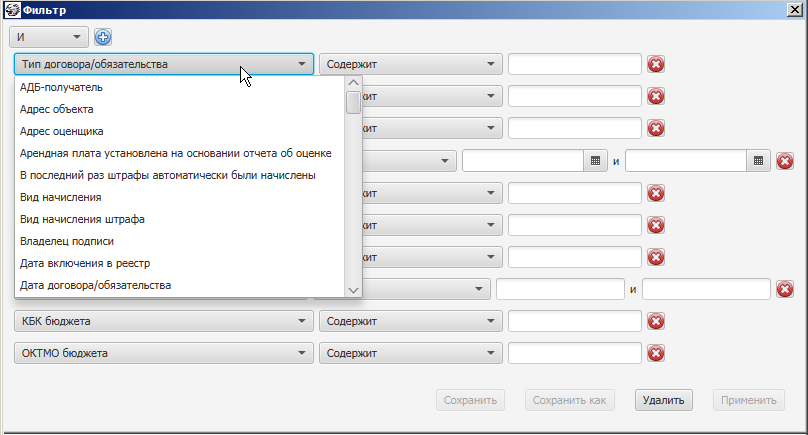 Фильтр
И
Тип договора/обязательства Содержит
АДБ-получатель
Адрес объекта
Адрес оценщика
Арендная плата установлена на основании отчета об оценке
В последний раз штрафы автоматически были начислены
Вид начисления
Вид начисления штрафа
Владелец подписи
Дата включения в реестр
Дата договора/обязательства
жит
жит
и
жит
жит
жит
и
КБК бюджета Содержит
ОКТМО бюджета Содержит
Сохранить Сохранить как Удалить Применить